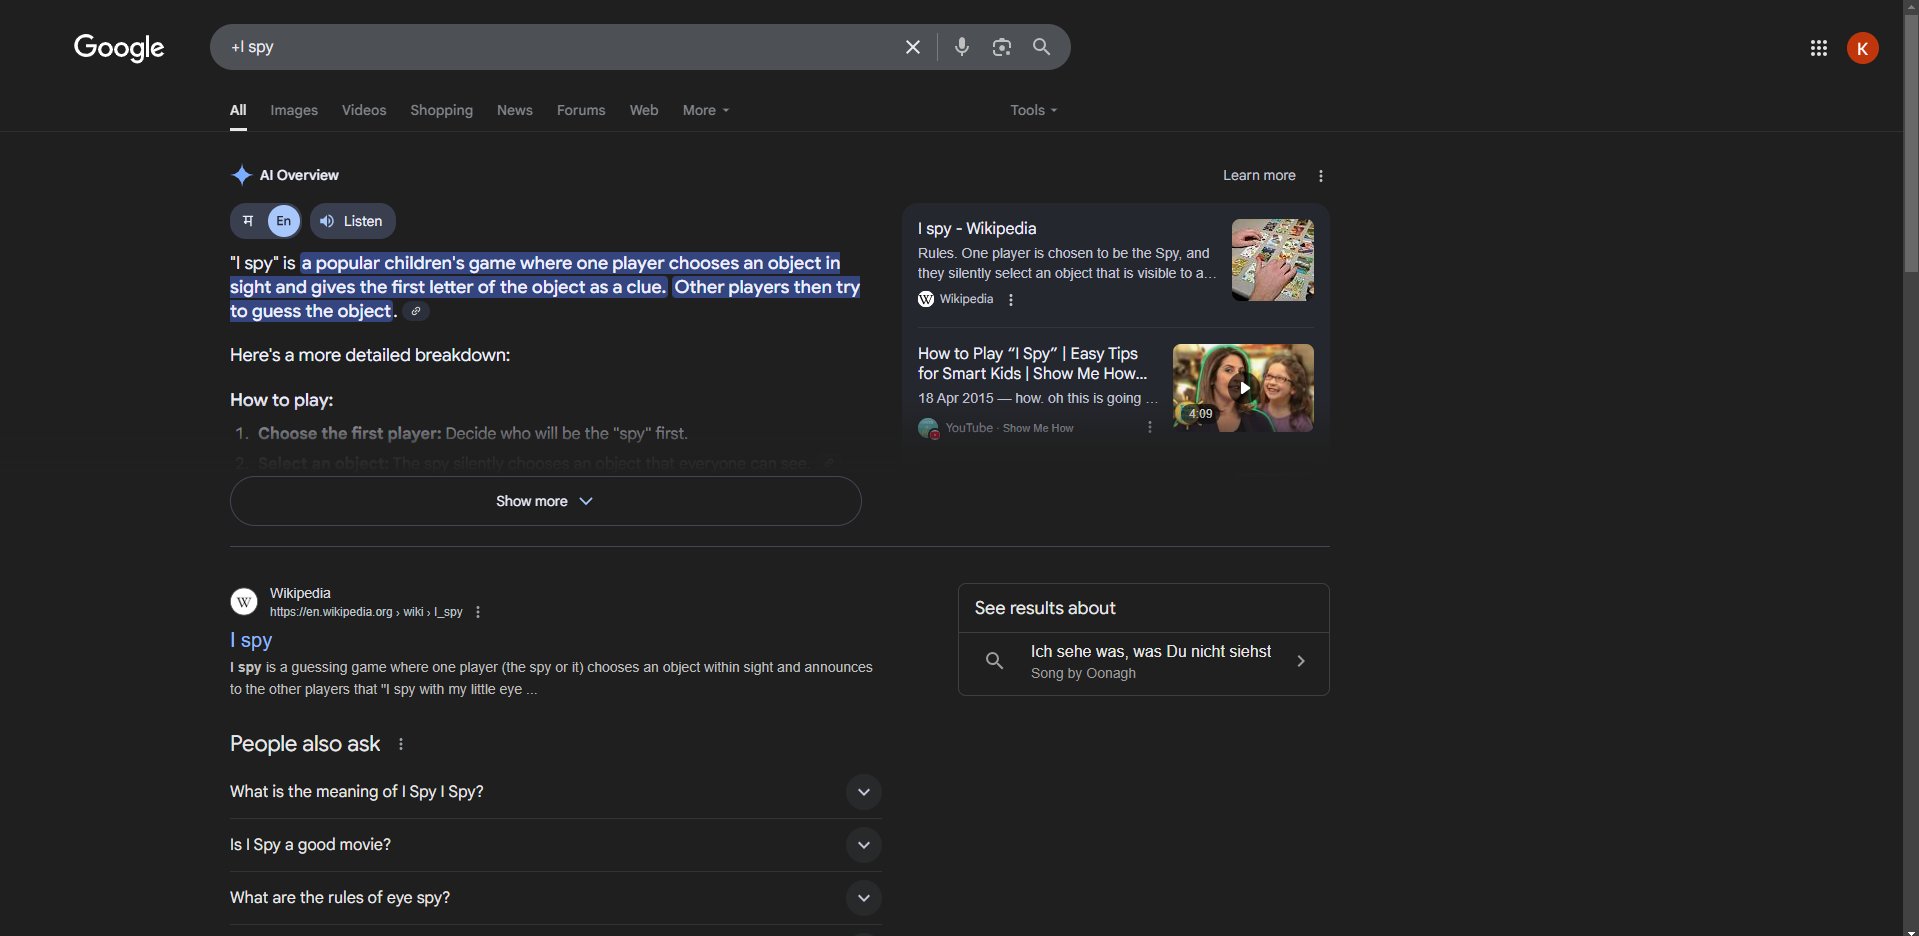 Google
+I spy
K
All Images Videos Shopping News Forums Web More
Tools
AI Overview
Learn more
म En Listen
"I spy" is a popular children's game where one player chooses an object in
sight and gives the first letter of the object as a clue. Other players then try
to guess the object.
Here's a more detailed breakdown:
How to play:
1. Choose the first player: Decide who will be the "spy" first.
2. Select an object: The spy silently chooses an object that everyone can see.
Show more
I spy - Wikipedia
Rules. One player is chosen to be the Spy, and
they silently select an object that is visible to a...
W Wikipedia
How to Play “I Spy” | Easy Tips
for Smart Kids | Show Me How...
18 Apr 2015 — how. oh this is going ...
4:09
YouTube · Show Me How
W
Wikipedia
https://en.wikipedia.org › wiki › I_spy
I spy
I spy is a guessing game where one player (the spy or it) chooses an object within sight and announces
to the other players that "I spy with my little eye ...
See results about
Ich sehe was, was Du nicht siehst
Song by Oonagh
People also ask
What is the meaning of I Spy I Spy?
Is I Spy a good movie?
What are the rules of eye spy?